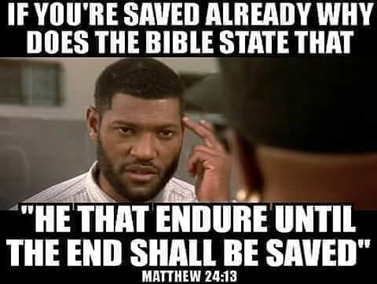 IF YOU'RE SAVED ALREADY WHY
DOES THE BIBLE STATE THAT
"HE THAT ENDURE UNTIL
THE END SHALL BE SAVED"
MATTHEW 24:13